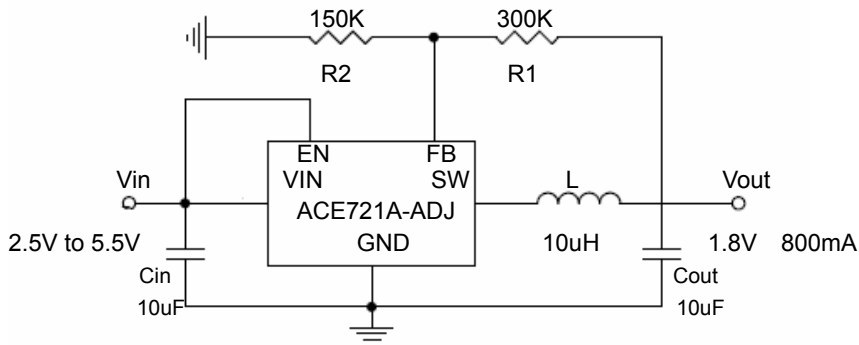 150K
300K
R2
R1
EN
FB
Vin
VIN
SW
L
Vout
ACE721A-ADJ
2.5V to 5.5V
GND
10uH
1.8V 800mA
Cin
Cout
10uF
10uF